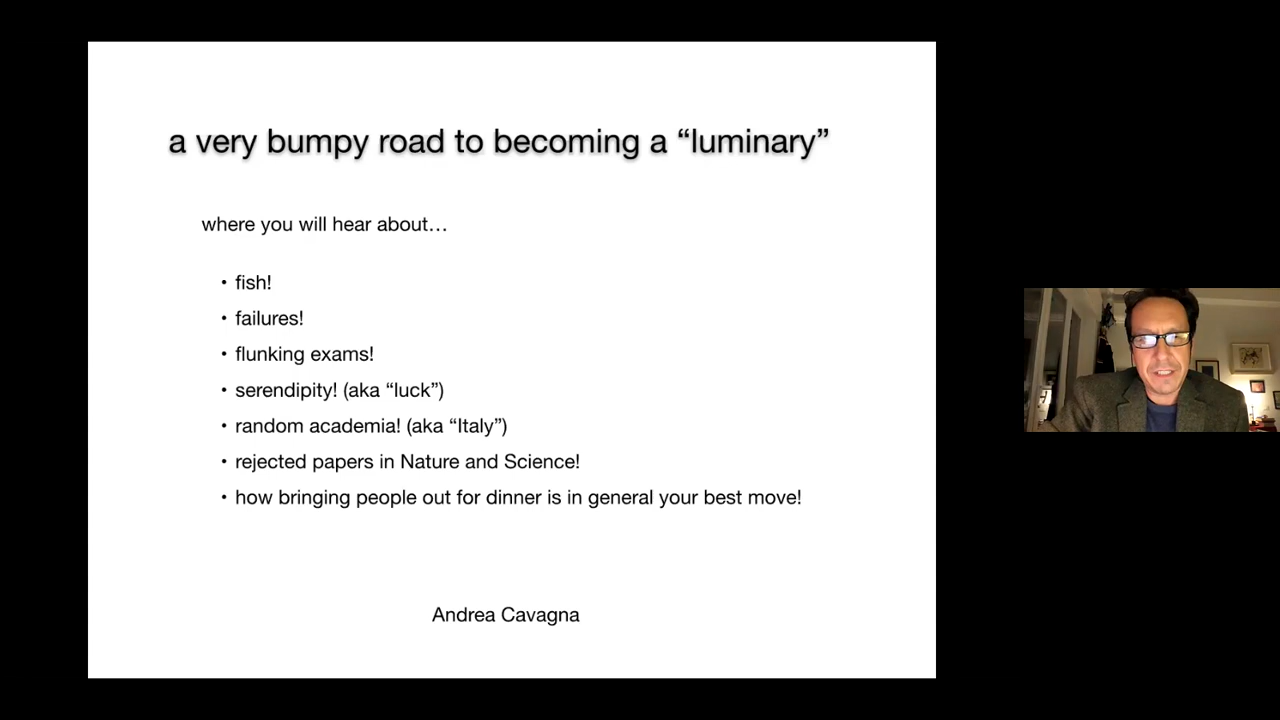 a very bumpy road to becoming a “luminary”
where you will hear about…
• fish!
• failures!
• flunking exams!
• serendipity! (aka “luck”)
• random academia! (aka “Italy”)
• rejected papers in Nature and Science!
• how bringing people out for dinner is in general your best move!
Andrea Cavagna